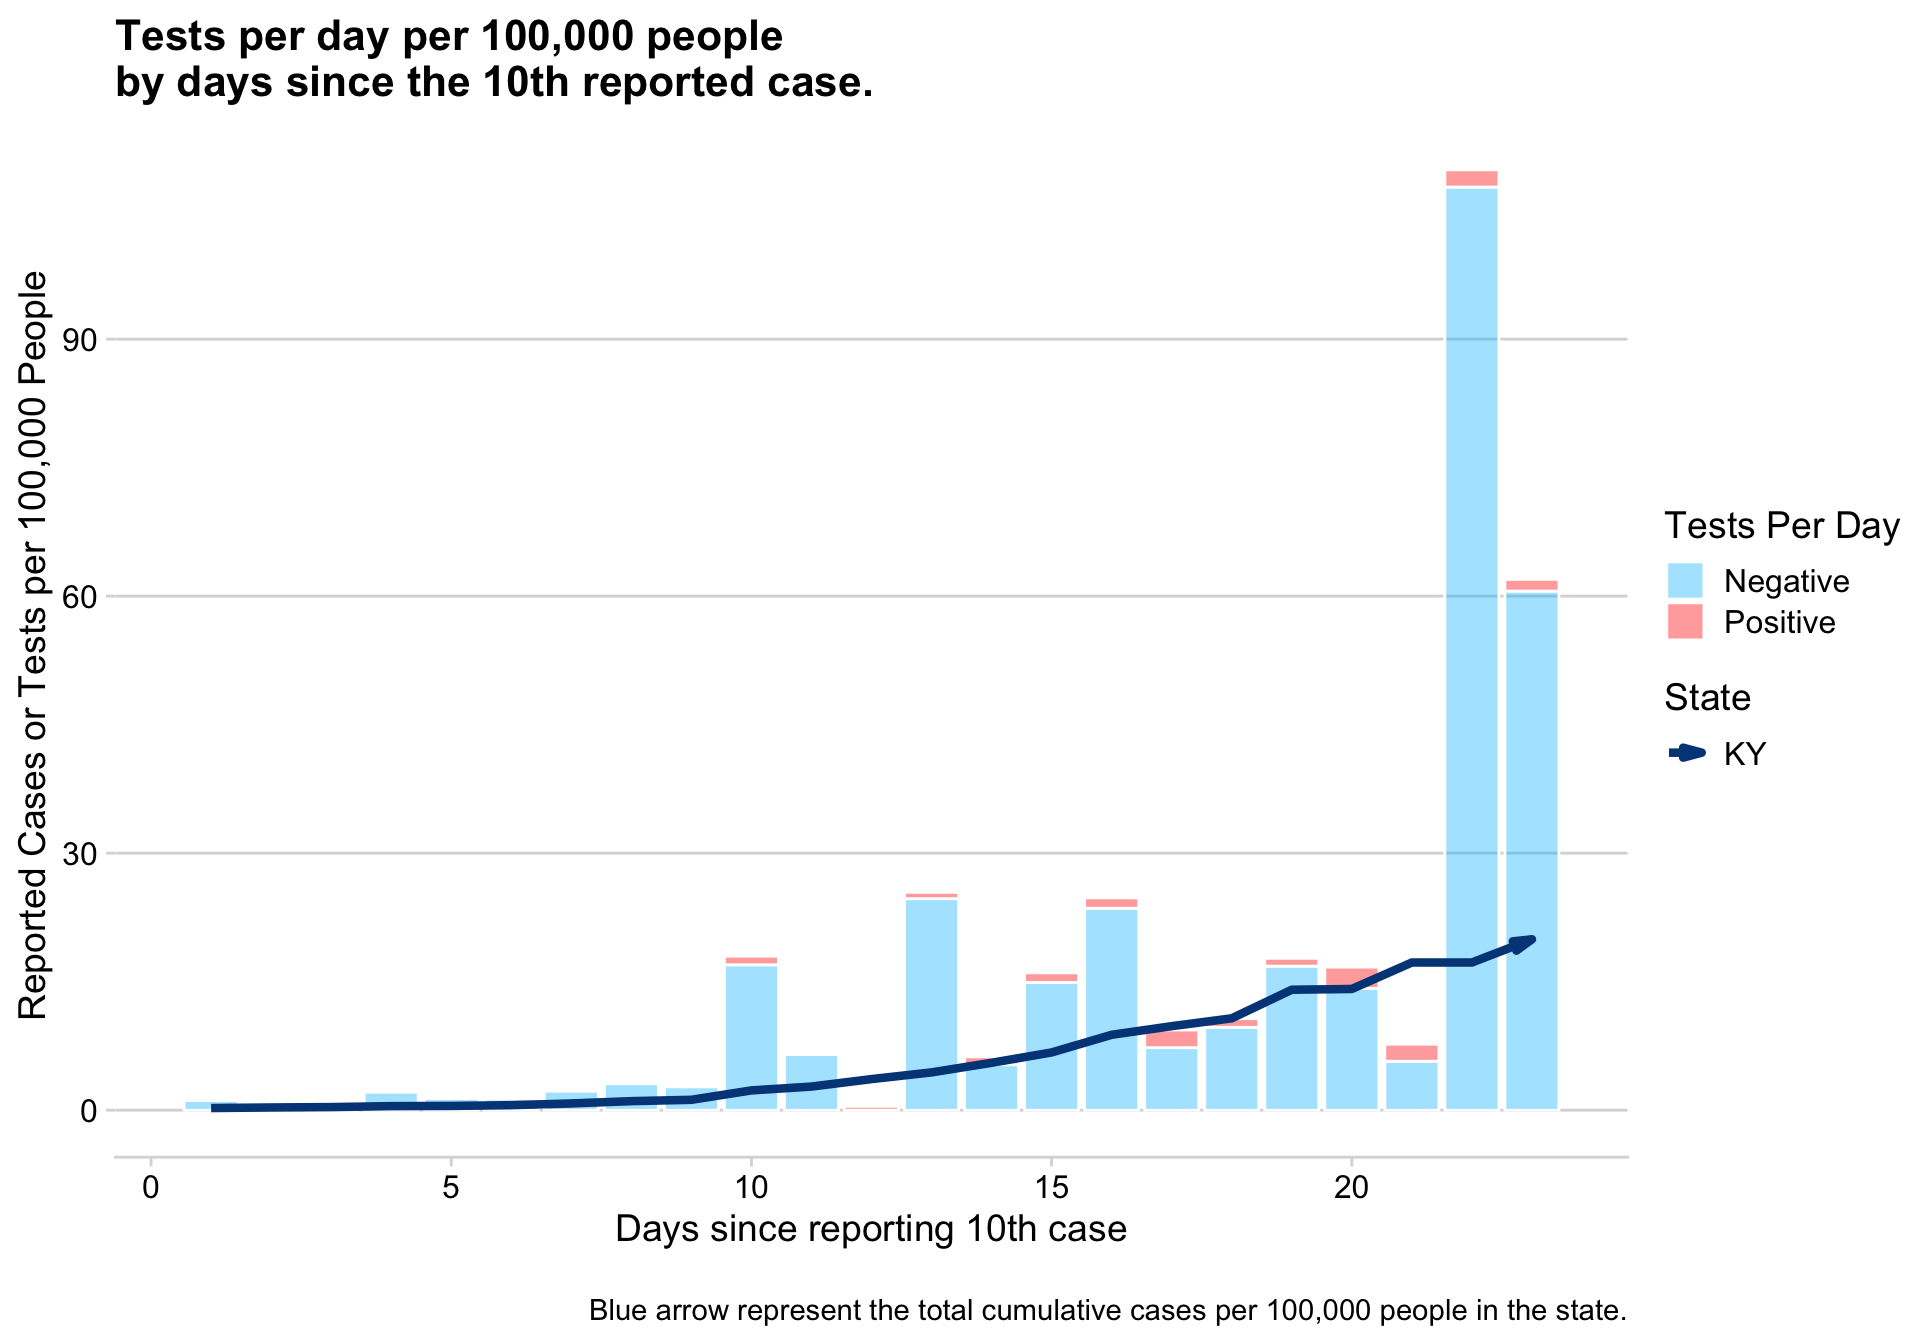 Tests per day per 100,000 people
by days since the 10th reported case.
Reported Cases or Tests per 100,000 People
90
60
30
0
0
5
10
15
20
Days since reporting 10th case
Tests Per Day
Negative
Positive
State
KY
Blue arrow represent the total cumulative cases per 100,000 people in the state.